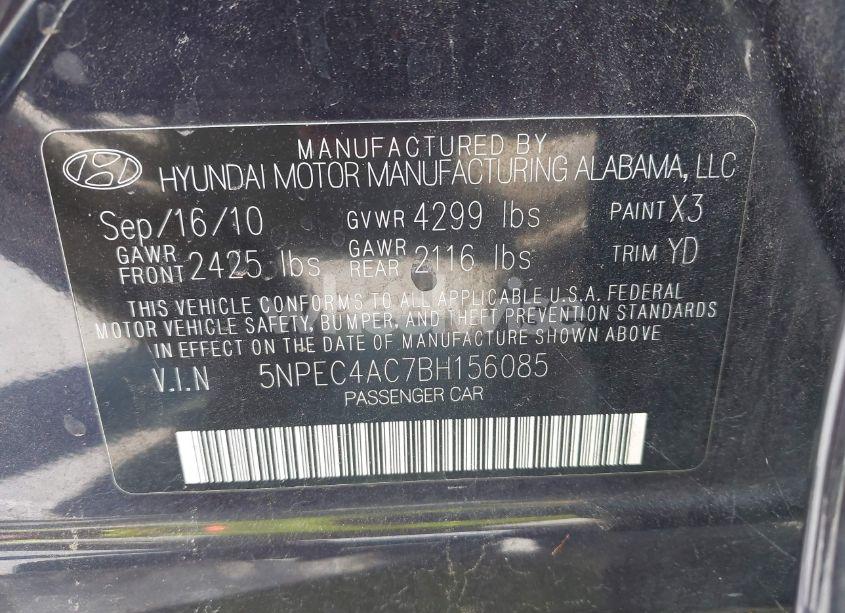 MANUFACTURED BY
HYUNDAI MOTOR MANUFACTURING ALABAMA, LLC
Sep/16/10 GVWR 4299 lbs PAINT X3
GAWR FRONT 2425 lbs GAWR REAR 2116 lbs TRIM YD
THIS VEHICLE CONFORMS TO ALL APPLICABLE U.S.A. FEDERAL
MOTOR VEHICLE SAFETY, BUMPER, AND THEFT PREVENTION STANDARDS
IN EFFECT ON THE DATE OF MANUFACTURE SHOWN ABOVE
V.I.N 5NPEC4AC7BH156085
PASSENGER CAR